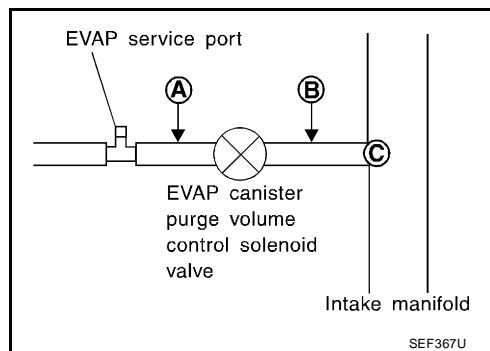 EVAP service port
A
B
C
EVAP canister
purge volume
control solenoid
valve
Intake manifold
SEF367U